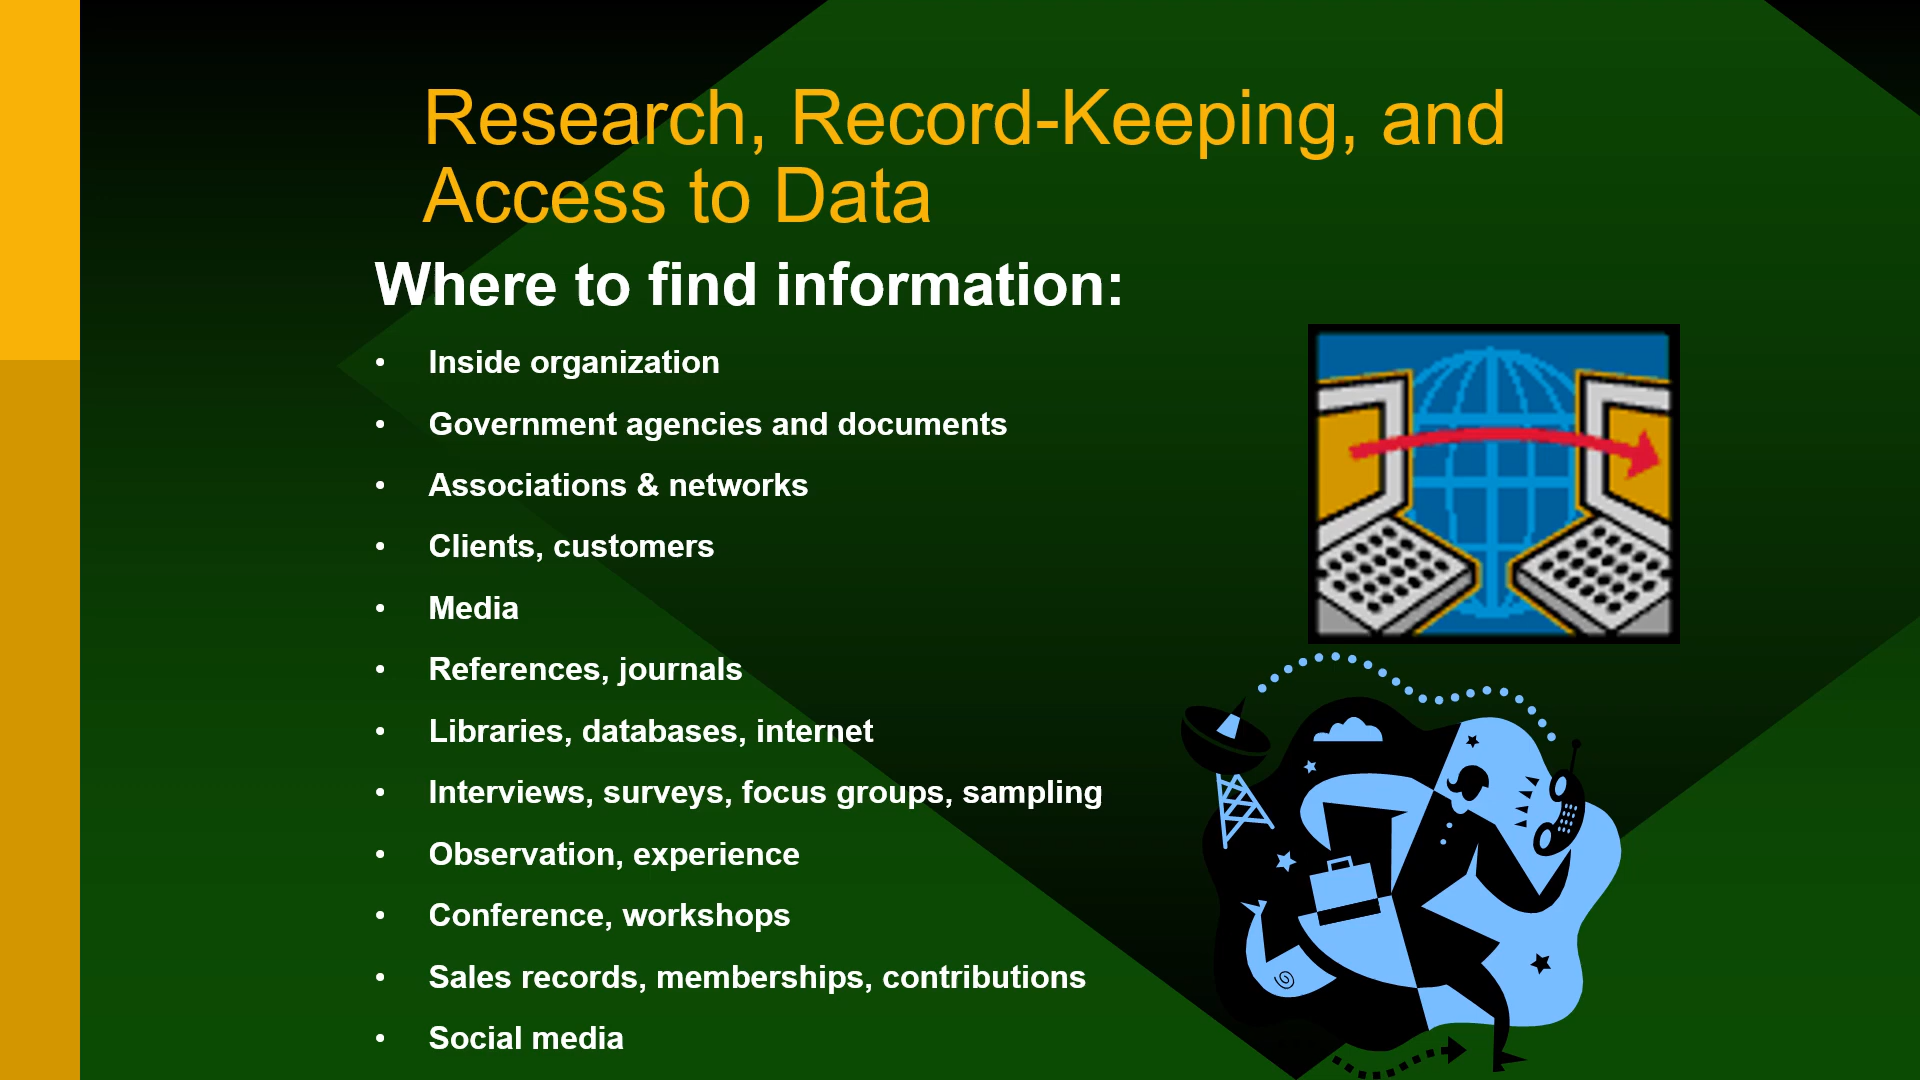 Research, Record-Keeping, and
Access to Data
Where to find information:
• Inside organization
• Government agencies and documents
• Associations & networks
• Clients, customers
• Media
• References, journals
• Libraries, databases, internet
• Interviews, surveys, focus groups, sampling
• Observation, experience
• Conference, workshops
• Sales records, memberships, contributions
• Social media